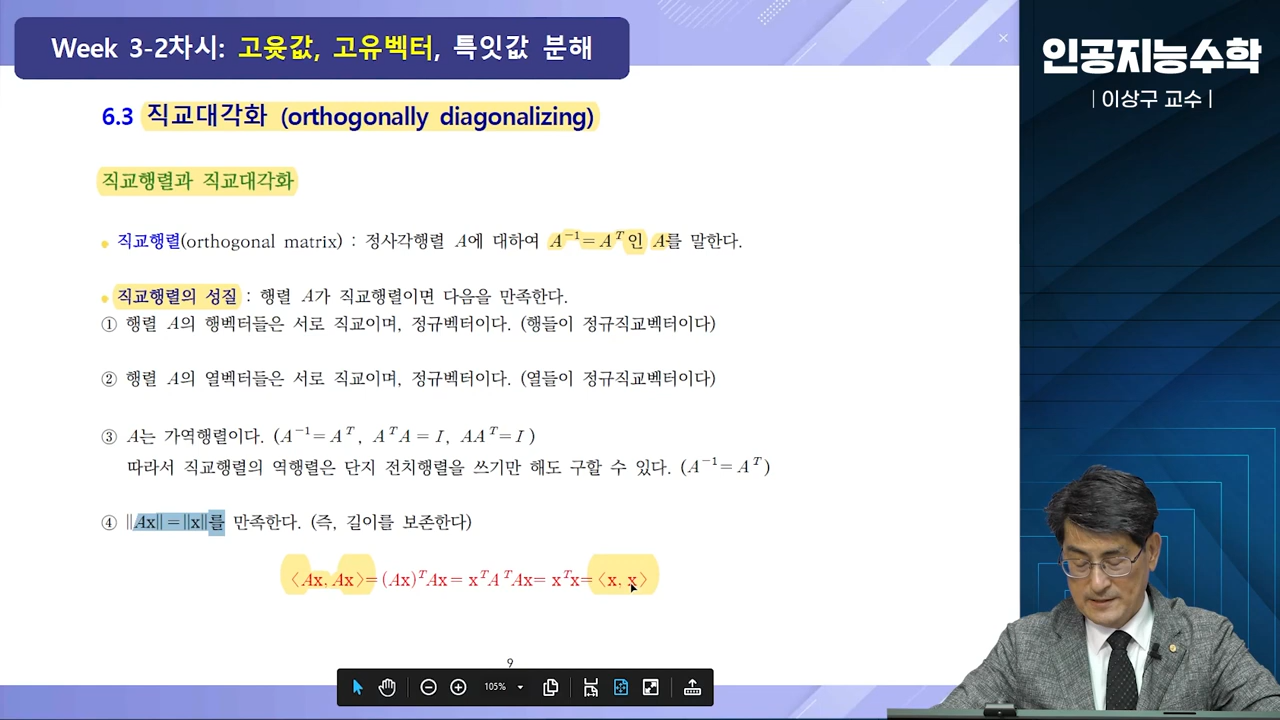 Week 3-2차시: 고윳값, 고유벡터, 특잇값 분해
인공지능수학
| 이상구 교수 |
6.3 직교대각화 (orthogonally diagonalizing)
직교행렬과 직교대각화
• 직교행렬(orthogonal matrix) : 정사각행렬 A에 대하여 A⁻¹=Aᵀ인 A를 말한다.
• 직교행렬의 성질 : 행렬 A가 직교행렬이면 다음을 만족한다.
① 행렬 A의 행벡터들은 서로 직교이며, 정규벡터이다. (행들이 정규직교벡터이다)
② 행렬 A의 열벡터들은 서로 직교이며, 정규벡터이다. (열들이 정규직교벡터이다)
③ A는 가역행렬이다. (A⁻¹=Aᵀ, AᵀA=I, AAᵀ=I)
따라서 직교행렬의 역행렬은 단지 전치행렬을 쓰기만 해도 구할 수 있다. (A⁻¹=Aᵀ)
④ ||Ax||=||x||를 만족한다. (즉, 길이를 보존한다)
〈Ax, Ax〉=(Ax)ᵀAx=xᵀAᵀAx=xᵀx=〈x, x〉
9
105%